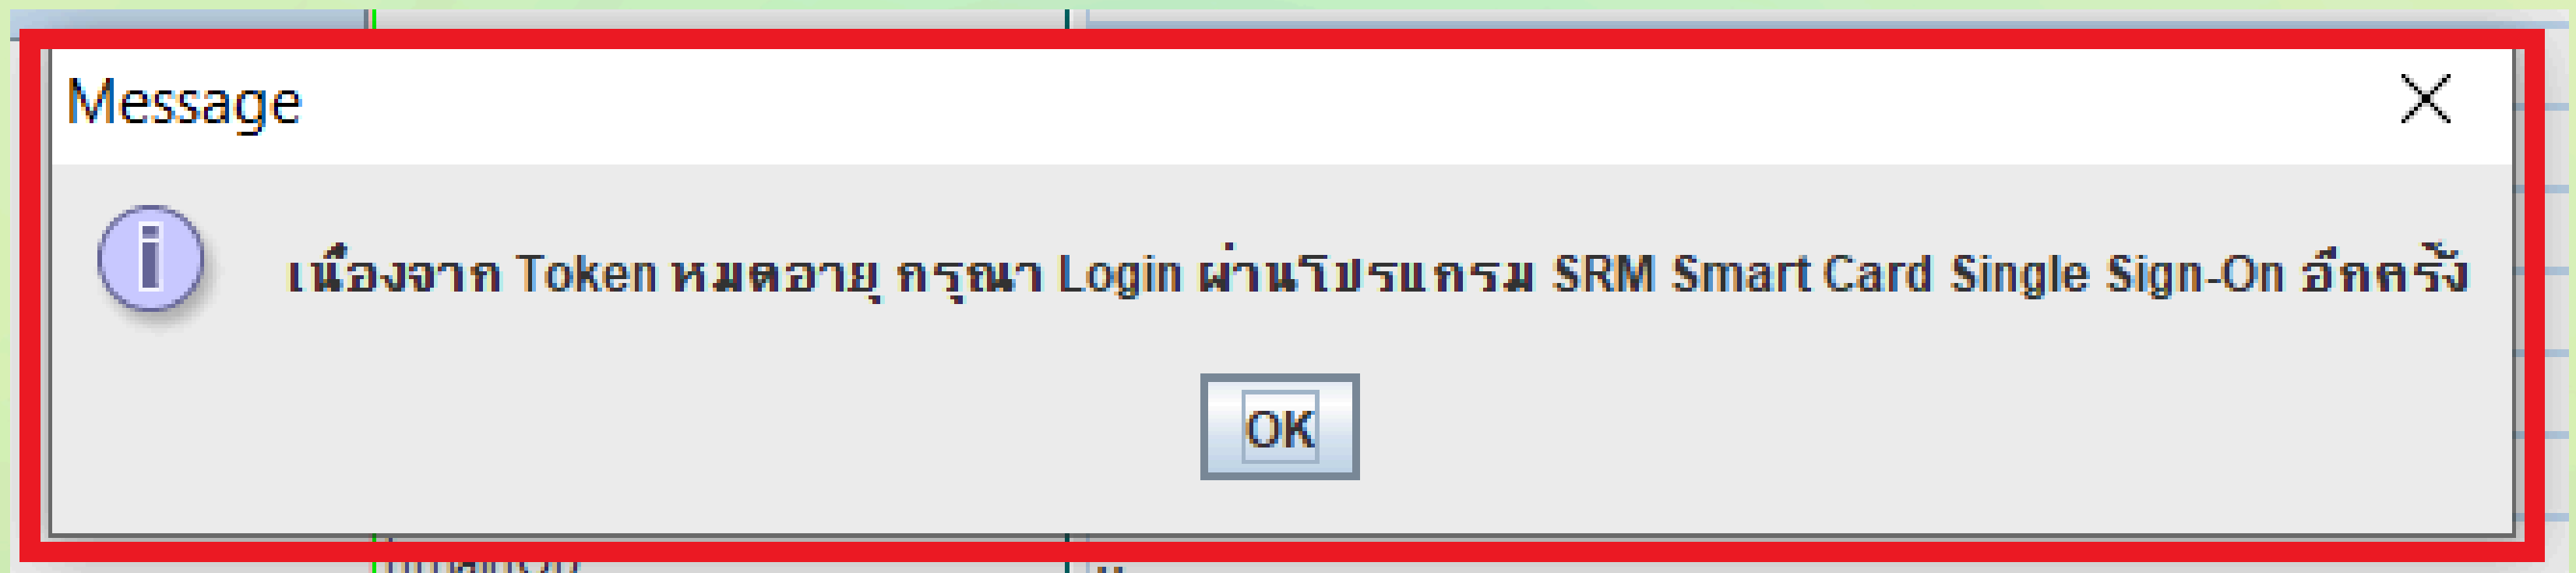 Message
เนื่องจาก Token หมดอายุ กรุณา Login ผ่านโปรแกรม SRM Smart Card Single Sign-On อีกครั้ง
OK